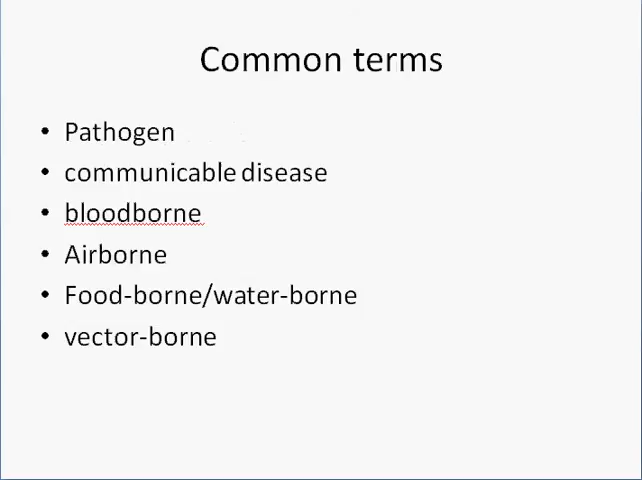 Common terms
• Pathogen
• communicable disease
• bloodborne
• Airborne
• Food-borne/water-borne
• vector-borne